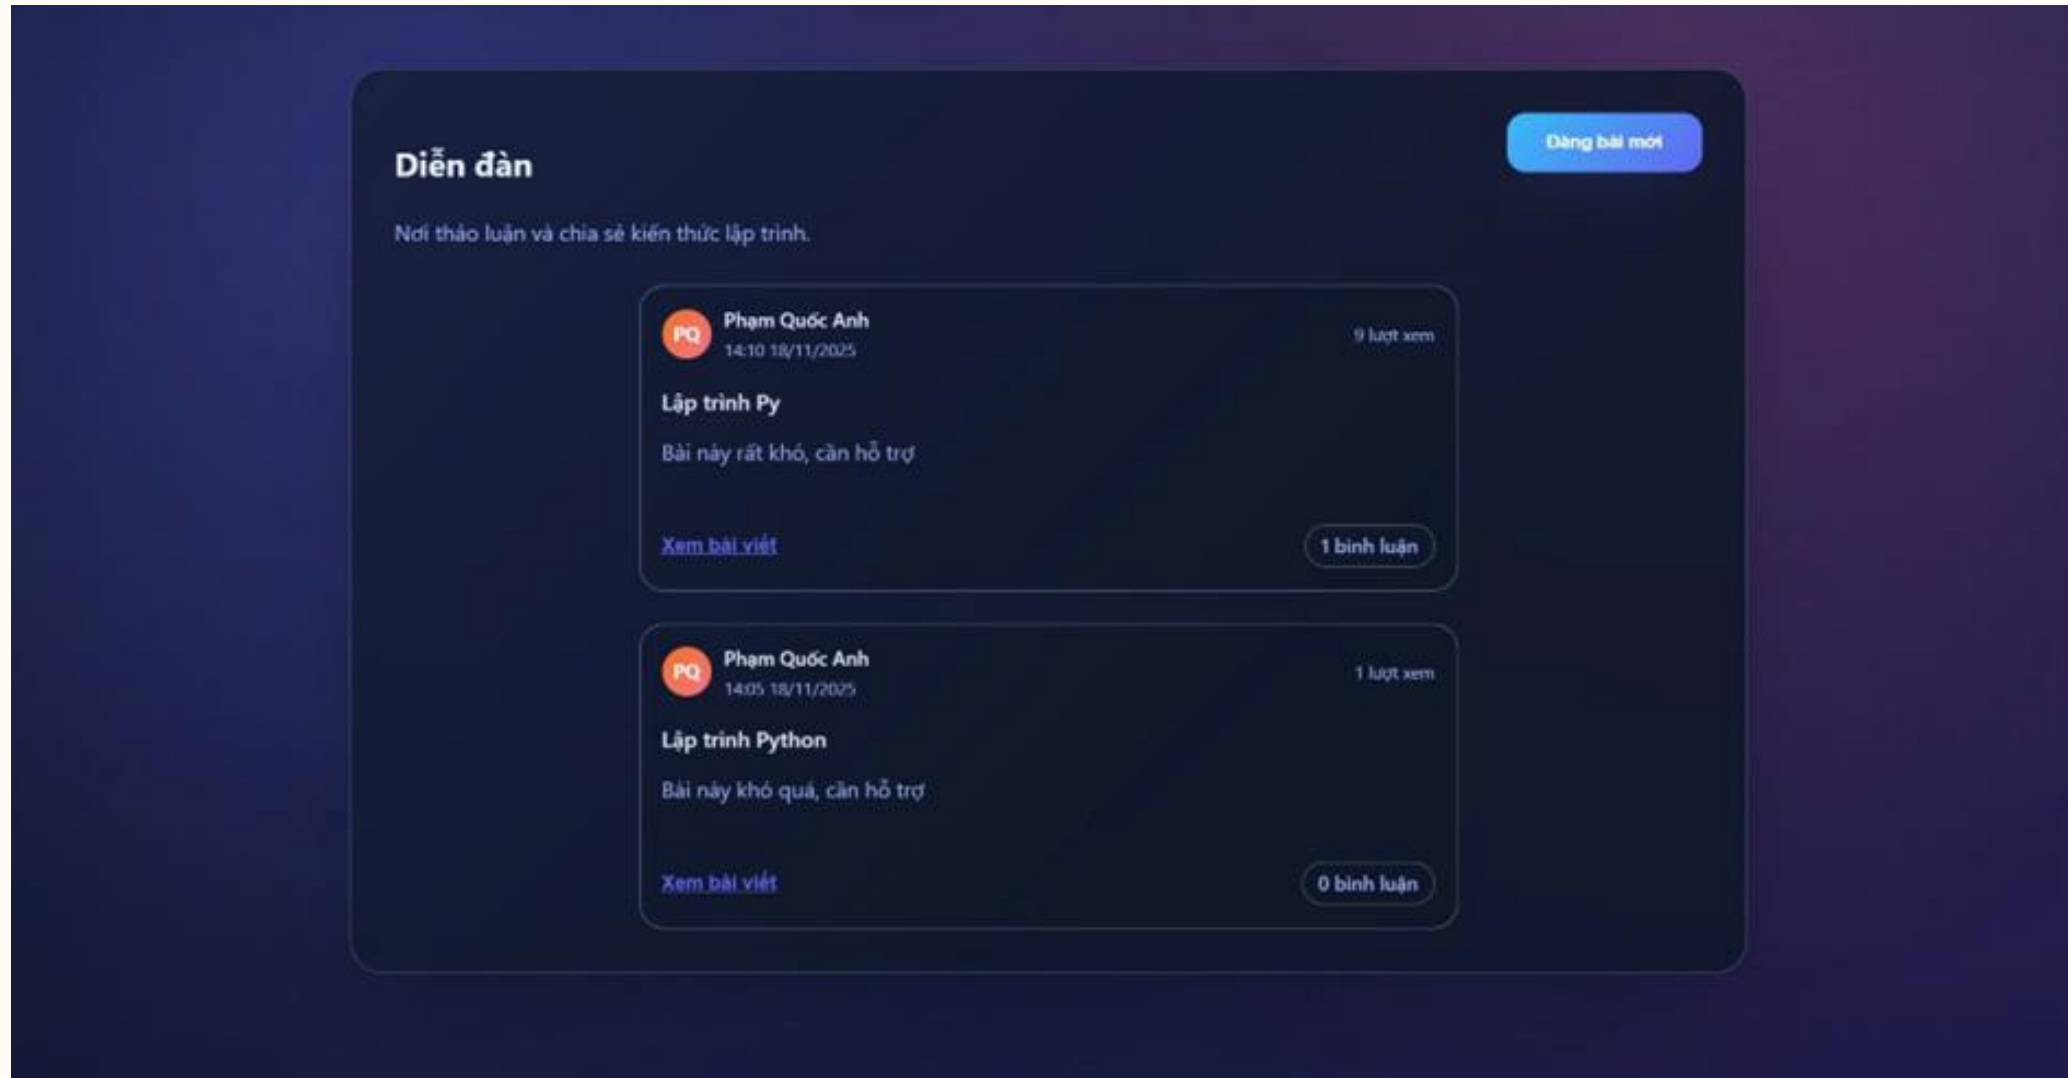 Đăng bài mới
Diễn đàn
Nơi thảo luận và chia sẻ kiến thức lập trình.
PQ
Phạm Quốc Anh
14:10 18/11/2025
9 lượt xem
Lập trình Py
Bài này rất khó, cần hỗ trợ
Xem bài viết
1 bình luận
PQ
Phạm Quốc Anh
14:05 18/11/2025
1 lượt xem
Lập trình Python
Bài này khó quá, cần hỗ trợ
Xem bài viết
0 bình luận